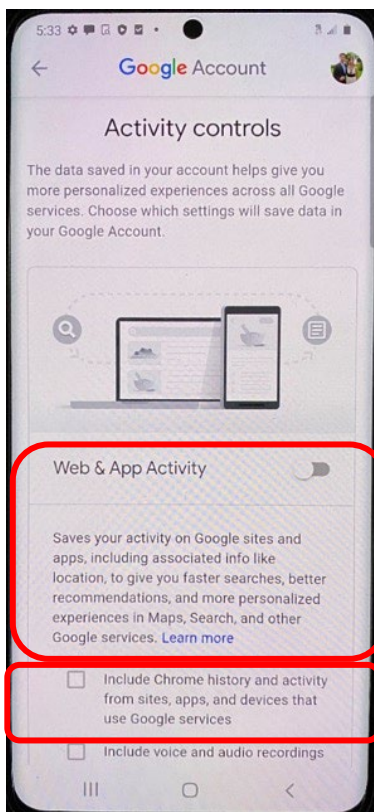 5:33
Google Account
Activity controls
The data saved in your account helps give you
more personalized experiences across all Google
services. Choose which settings will save data in
your Google Account.
Web & App Activity
Saves your activity on Google sites and
apps, including associated info like
location, to give you faster searches, better
recommendations, and more personalized
experiences in Maps, Search, and other
Google services. Learn more
Include Chrome history and activity
from sites, apps, and devices that
use Google services
Include voice and audio recordings